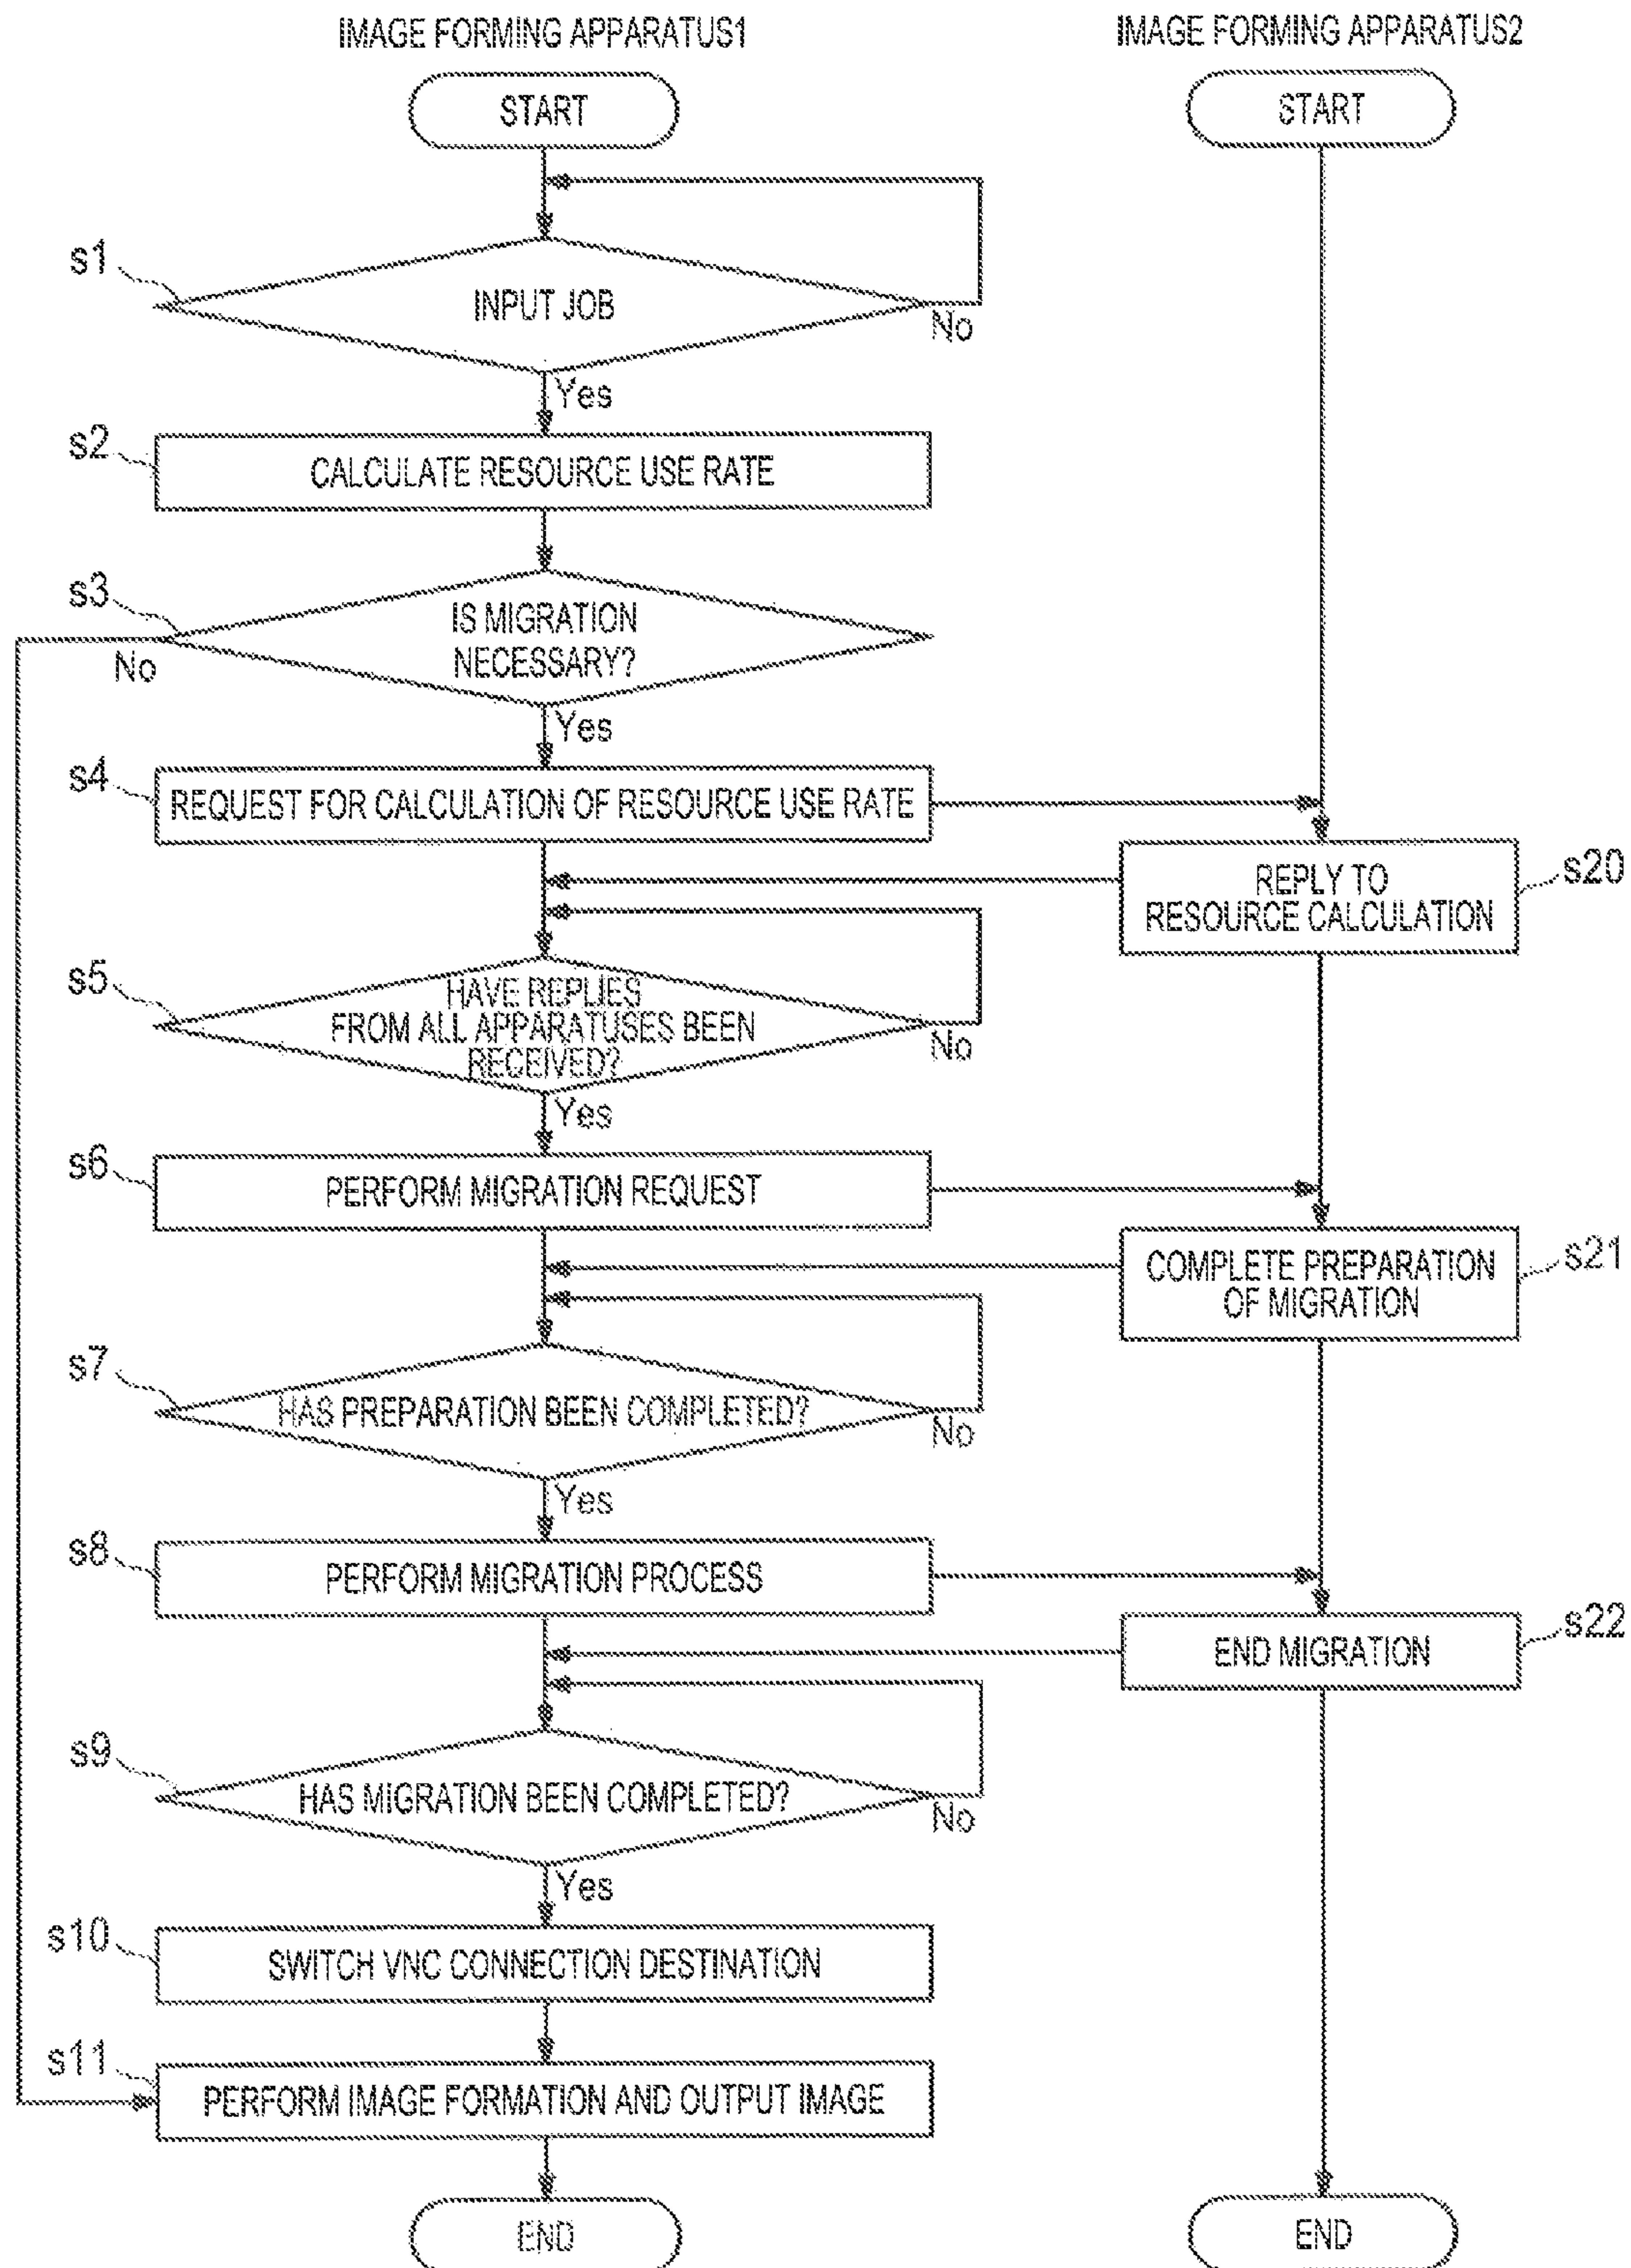 IMAGE FORMING APPARATUS1
IMAGE FORMING APPARATUS2
START
START
s1
INPUT JOB
No
Yes
s2
CALCULATE RESOURCE USE RATE
s3
IS MIGRATION
NECESSARY?
No
Yes
s4
REQUEST FOR CALCULATION OF RESOURCE USE RATE
REPLY TO
RESOURCE CALCULATION
s20
s5
HAVE REPLIES
FROM ALL APPARATUSES BEEN
RECEIVED?
No
Yes
s6
PERFORM MIGRATION REQUEST
COMPLETE PREPARATION
OF MIGRATION
s21
s7
HAS PREPARATION BEEN COMPLETED?
No
Yes
s8
PERFORM MIGRATION PROCESS
END MIGRATION
s22
s9
HAS MIGRATION BEEN COMPLETED?
No
Yes
s10
SWITCH VNC CONNECTION DESTINATION
s11
PERFORM IMAGE FORMATION AND OUTPUT IMAGE
END
END